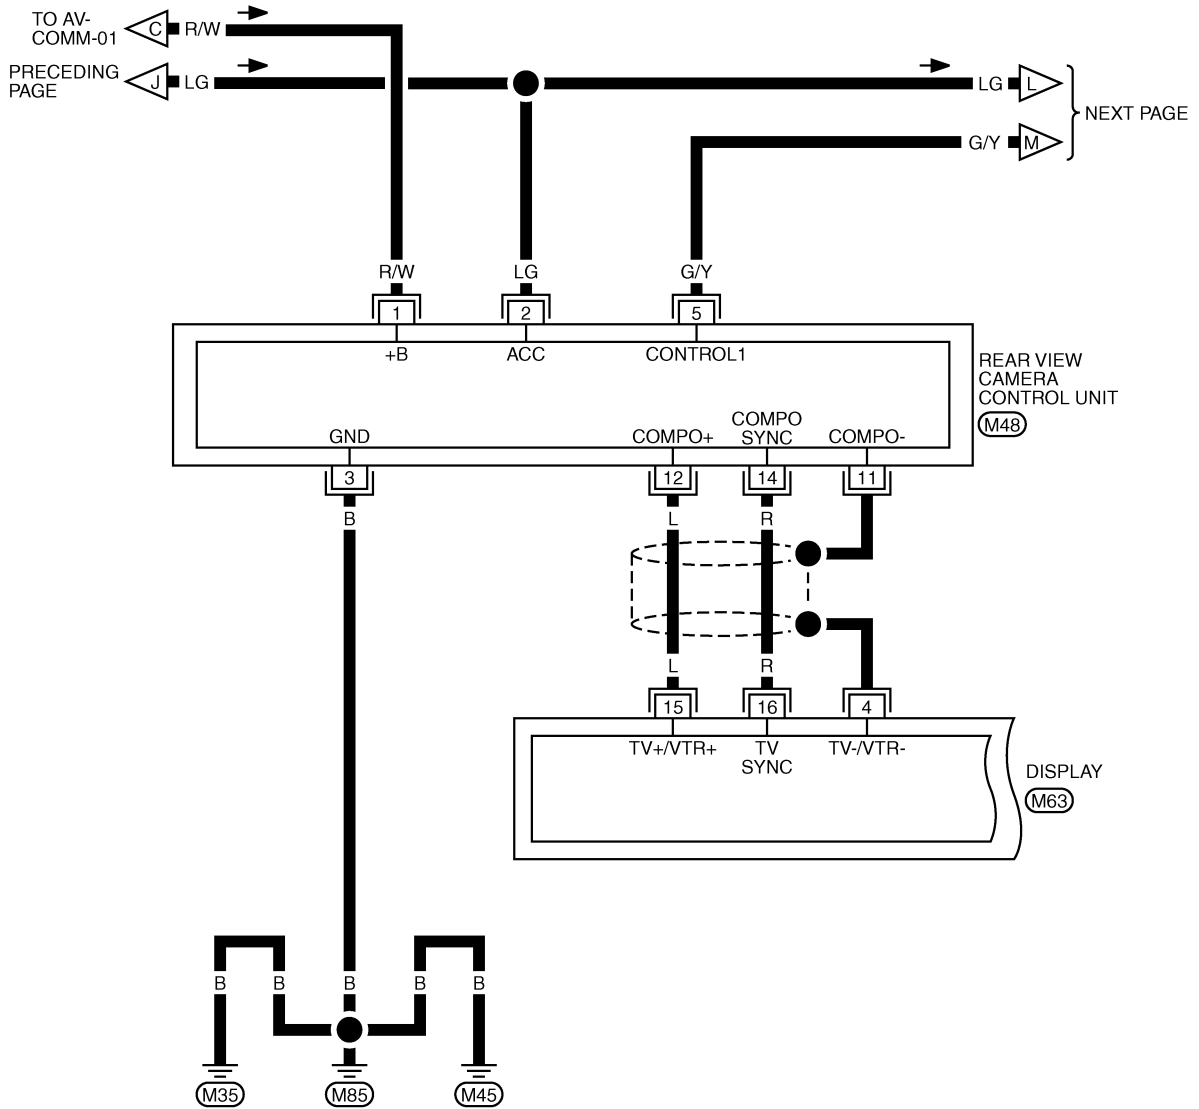 TO AV-
COMM-01
C
R/W
PRECEDING
PAGE
J
LG
LG
L
NEXT PAGE
G/Y
M
R/W
LG
G/Y
1
2
5
+B
ACC
CONTROL1
REAR VIEW
CAMERA
CONTROL UNIT
M48
GND
COMPO+
COMPO
SYNC
COMPO-
3
12
14
11
B
L
R
L
R
15
16
4
TV+/VTR+
TV
SYNC
TV-/VTR-
DISPLAY
M63
B
B
B
B
B
M35
M85
M45